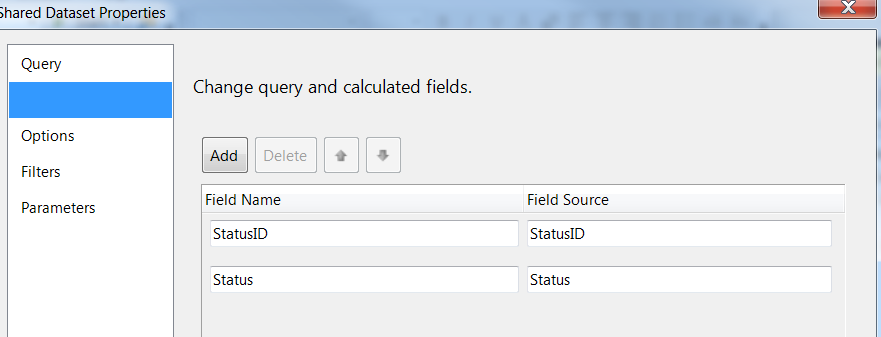 Shared Dataset Properties
Query
Options
Filters
Parameters
Change query and calculated fields.
Add Delete
Field Name Field Source
StatusID StatusID
Status Status